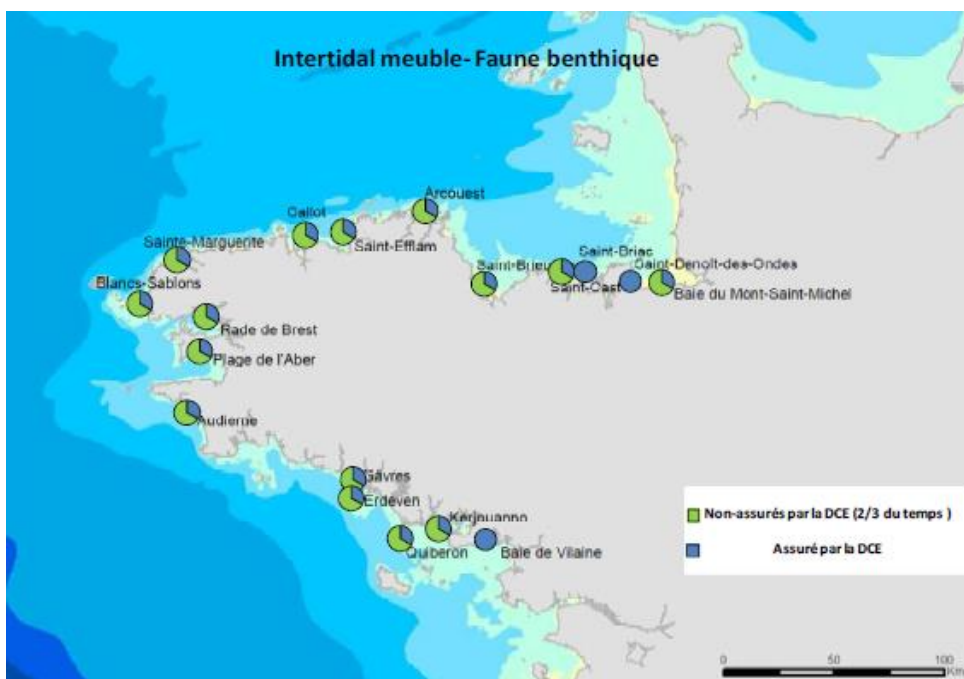 Intertidal meuble- Faune benthique
Arcouest
Callot
Saint-Efflam
Sainte-Marguerite
Saint-Briac
Saint-Brieu
Saint-Benoît-des-Ondes
Saint-Cast
Blancs-Sablons
Baie du Mont-Saint-Michel
Rade de Brest
Plage de l'Aber
Audierne
Gâvres
Erdeven
Kerjouanno
Quiberon
Baie de Vilaine
Non-assurés par la DCE (2/3 du temps )
Assuré par la DCE
0 50 100
Km